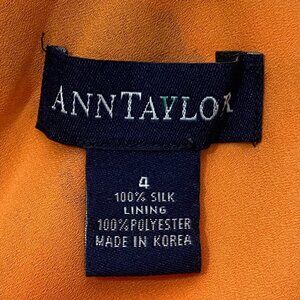 ANNTAYLOR
4
100% SILK
LINING
100% POLYESTER
MADE IN KOREA